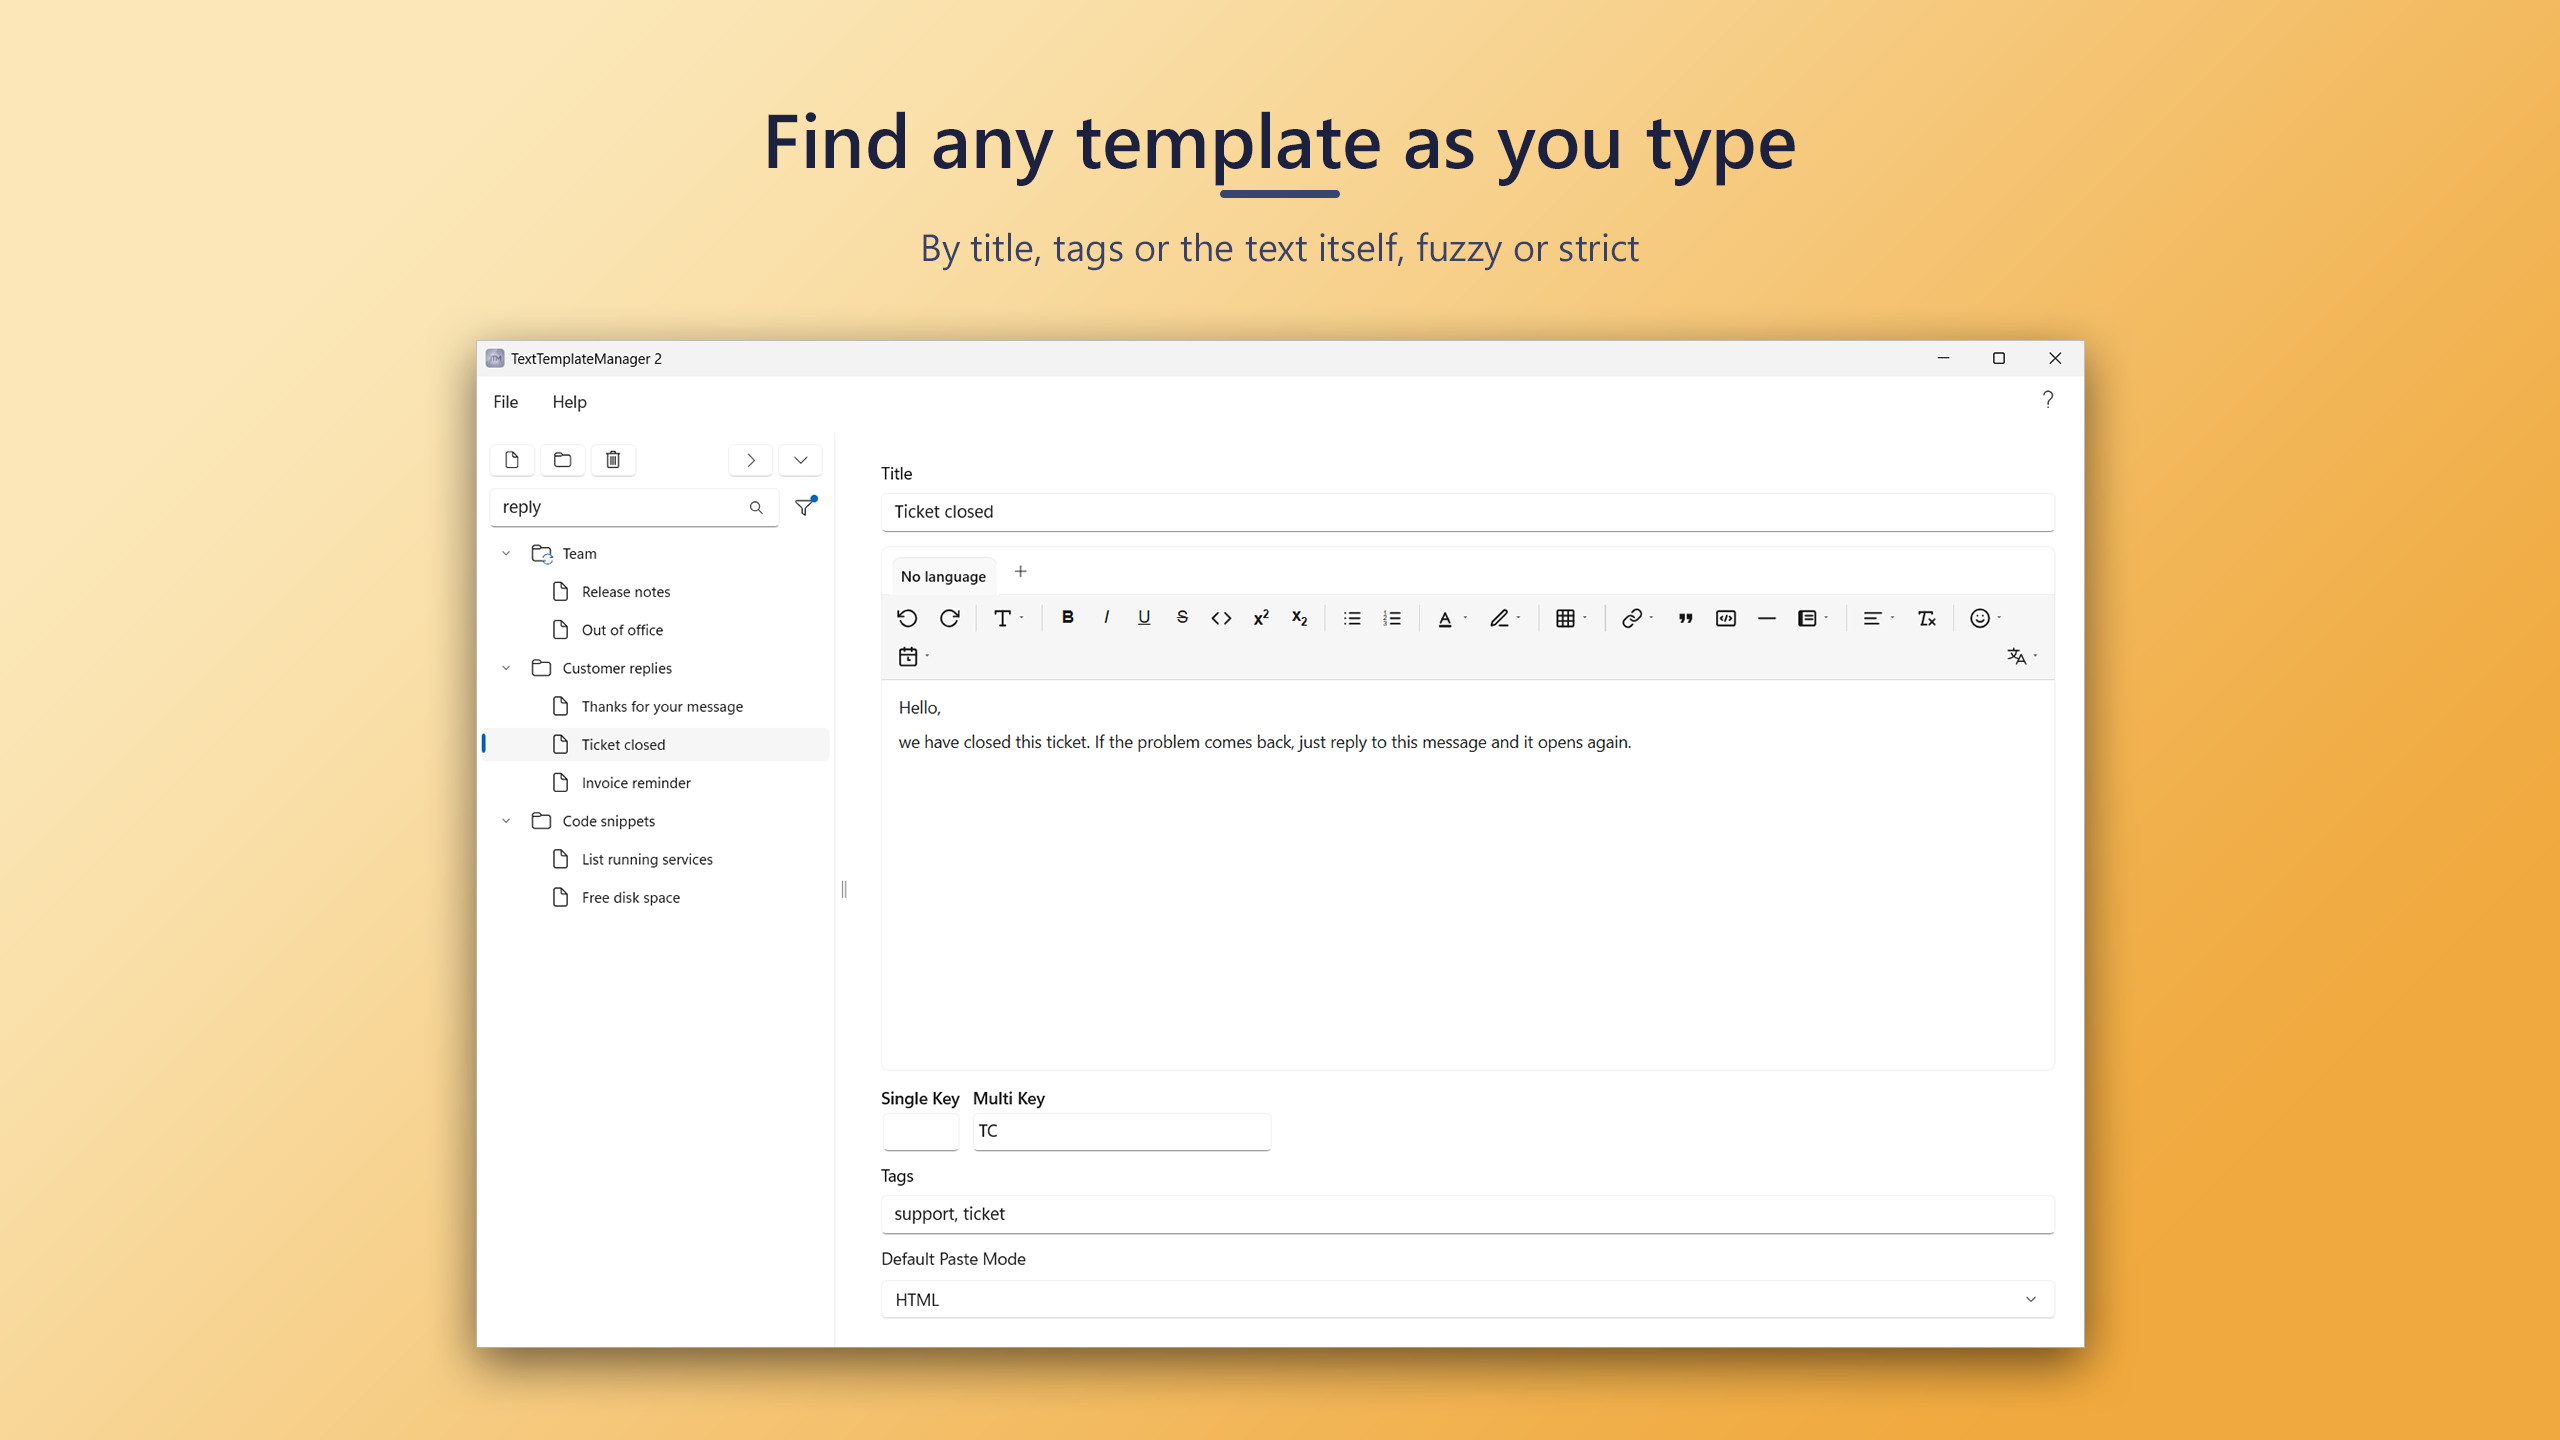 Find any template as you type
By title, tags or the text itself, fuzzy or strict
TextTemplateManager 2
File Help
?
reply
Team
Release notes
Out of office
Customer replies
Thanks for your message
Ticket closed
Invoice reminder
Code snippets
List running services
Free disk space
Title
Ticket closed
No language
Hello,
we have closed this ticket. If the problem comes back, just reply to this message and it opens again.
Single Key Multi Key
TC
Tags
support, ticket
Default Paste Mode
HTML